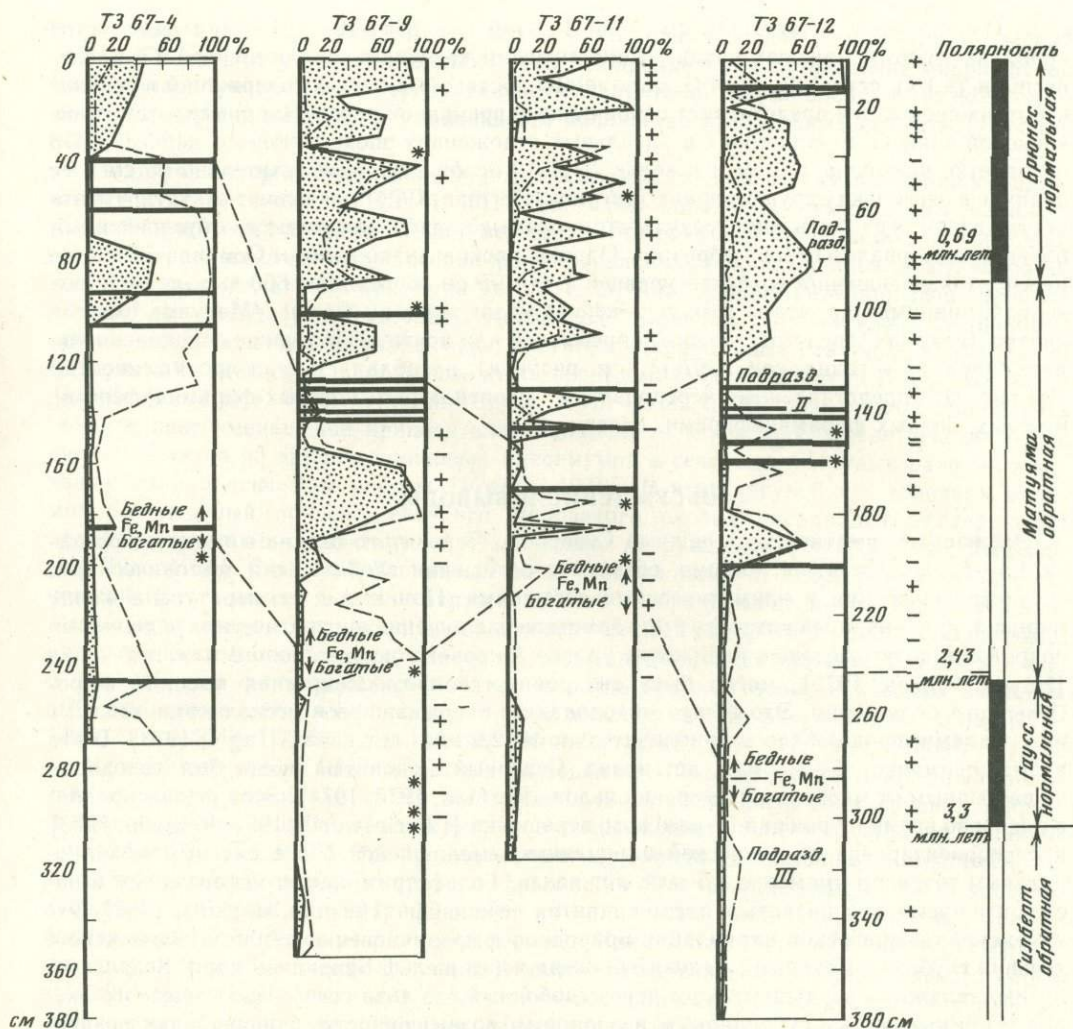 ТЗ 67-4
ТЗ 67-9
ТЗ 67-11
ТЗ 67-12
0 20 60 100%
0 20 60 100%
0 20 60 100%
0 20 60 100%
Полярность
0
40
80
120
160
200
240
280
320
360
см 380
Бедные
Fe, Mn
Богатые
*
*
*
Бедные
Fe, Mn
Богатые
*
*
*
*
Бедные
Fe, Mn
Богатые
*
Подразд.
I
Подразд.
II
*
*
Бедные
Fe, Mn
Богатые
Подразд.
III
20
60
100
140
180
220
260
300
340
380 см
0,69
млн.лет
2,43
млн.лет
3,3
млн.лет
Брюнес
нормальная
Матуяма
обратная
Гаусс
нормальная
Гилберт
обратная